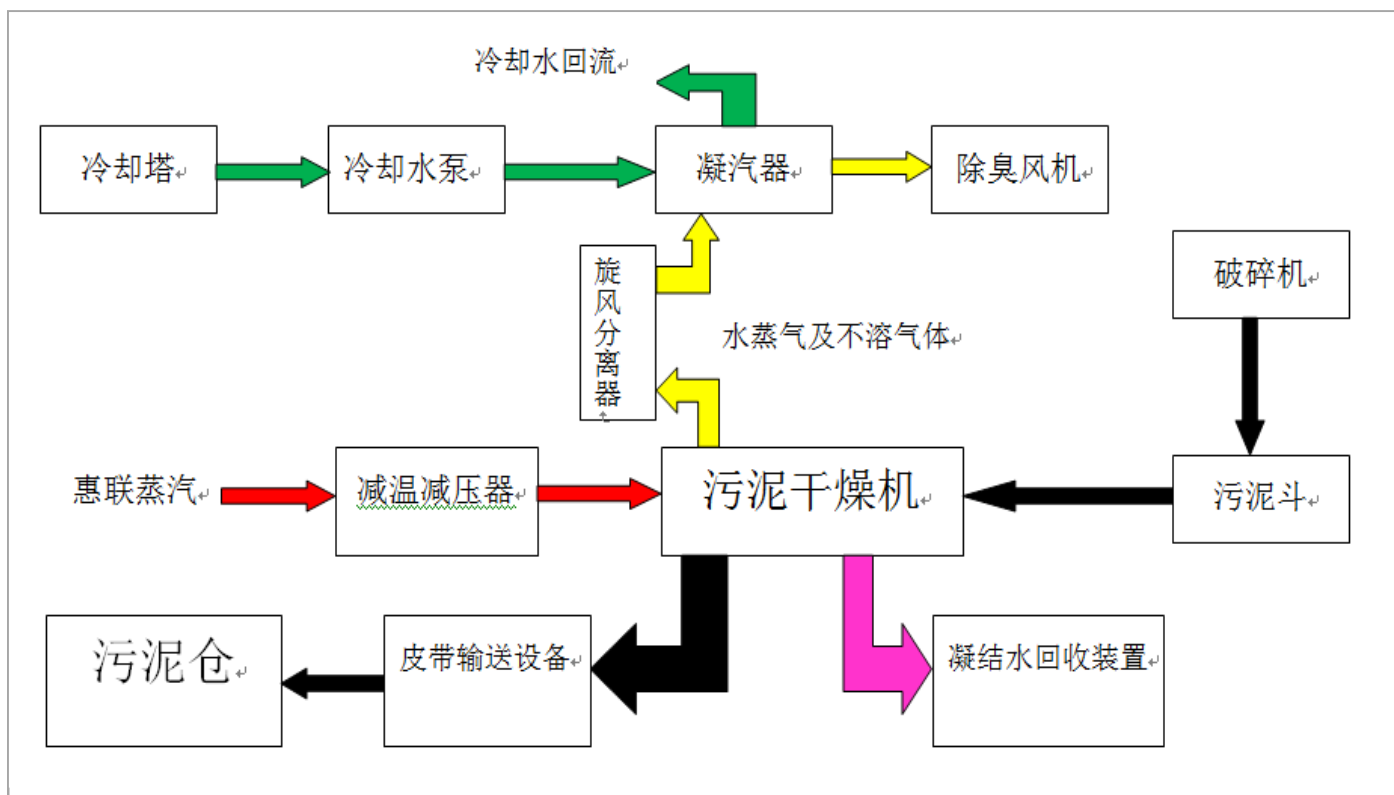 冷却水回流
冷却塔
冷却水泵
凝汽器
除臭风机
旋风分离器
破碎机
水蒸气及不溶气体
惠联蒸汽
减温减压器
污泥干燥机
污泥斗
污泥仓
皮带输送设备
凝结水回收装置